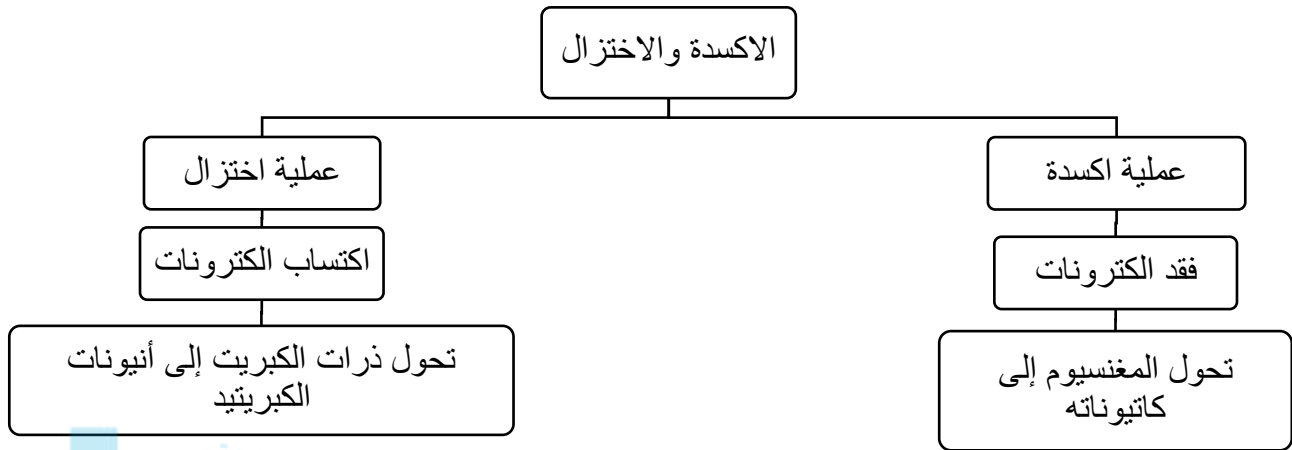 الاكسدة والاختزال
عملية اكسدة
عملية اختزال
فقد الكترونات
اكتساب الكترونات
تحول المغنسيوم إلى
كاتيوناته
تحول ذرات الكبريت إلى أنيونات
الكبريتيد